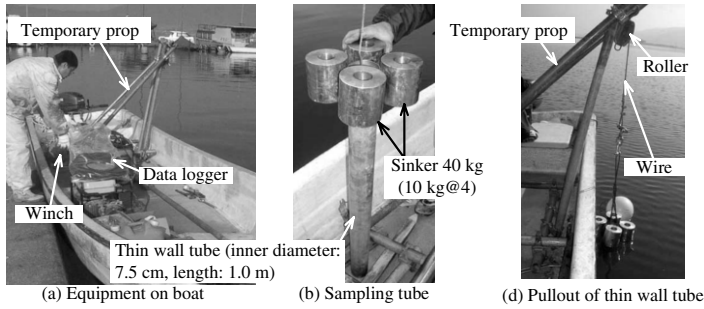 Temporary prop
Data logger
Winch
Thin wall tube (inner diameter:
7.5 cm, length: 1.0 m)
(a) Equipment on boat
Sinker 40 kg
(10 kg@4)
(b) Sampling tube
Temporary prop
Roller
Wire
(d) Pullout of thin wall tube